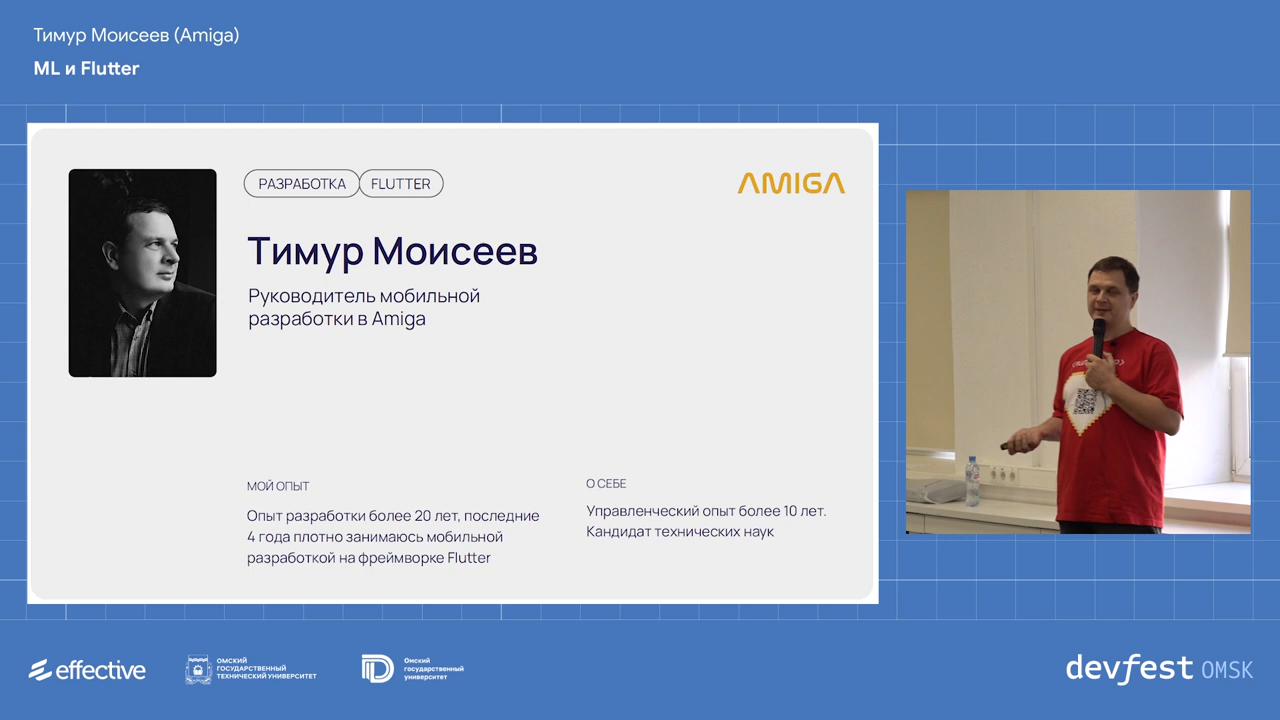 Тимур Моисеев (Amiga)
ML и Flutter
РАЗРАБОТКА
FLUTTER
AMIGA
Тимур Моисеев
Руководитель мобильной
разработки в Amiga
МОЙ ОПЫТ
Опыт разработки более 20 лет, последние
4 года плотно занимаюсь мобильной
разработкой на фреймворке Flutter
О СЕБЕ
Управленческий опыт более 10 лет.
Кандидат технических наук
effective
ОМСКИЙ
ГОСУДАРСТВЕННЫЙ
ТЕХНИЧЕСКИЙ УНИВЕРСИТЕТ
Омский
государственный
университет
devfest OMSK